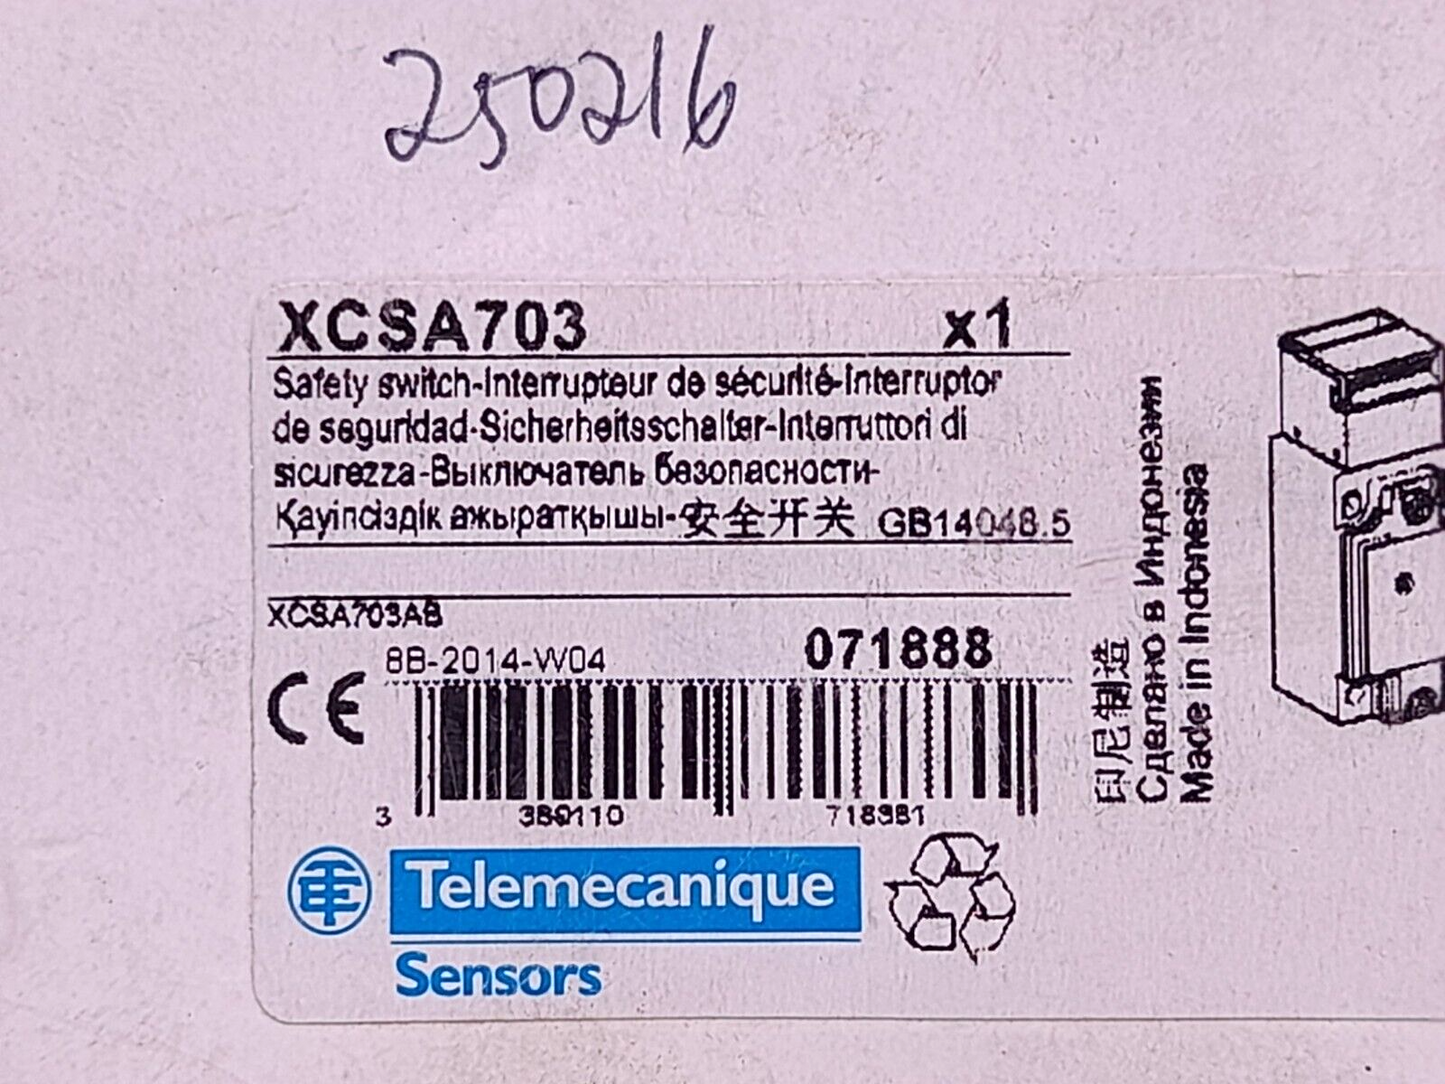 250216
XCSA703 x1
Safety switch-Interrupteur de sécurité-Interruptor
de seguridad-Sicherheitsschalter-Interruttori di
sicurezza-Выключатель безопасности-
Қауіпсіздік ажыратқышы-安全开关 GB14048.5
XCSA703AB
8B-2014-W04 071888
CE
3 389110 718881
TE Telemecanique
Sensors
印尼制造
Сделано в Индонезии
Made in Indonesia